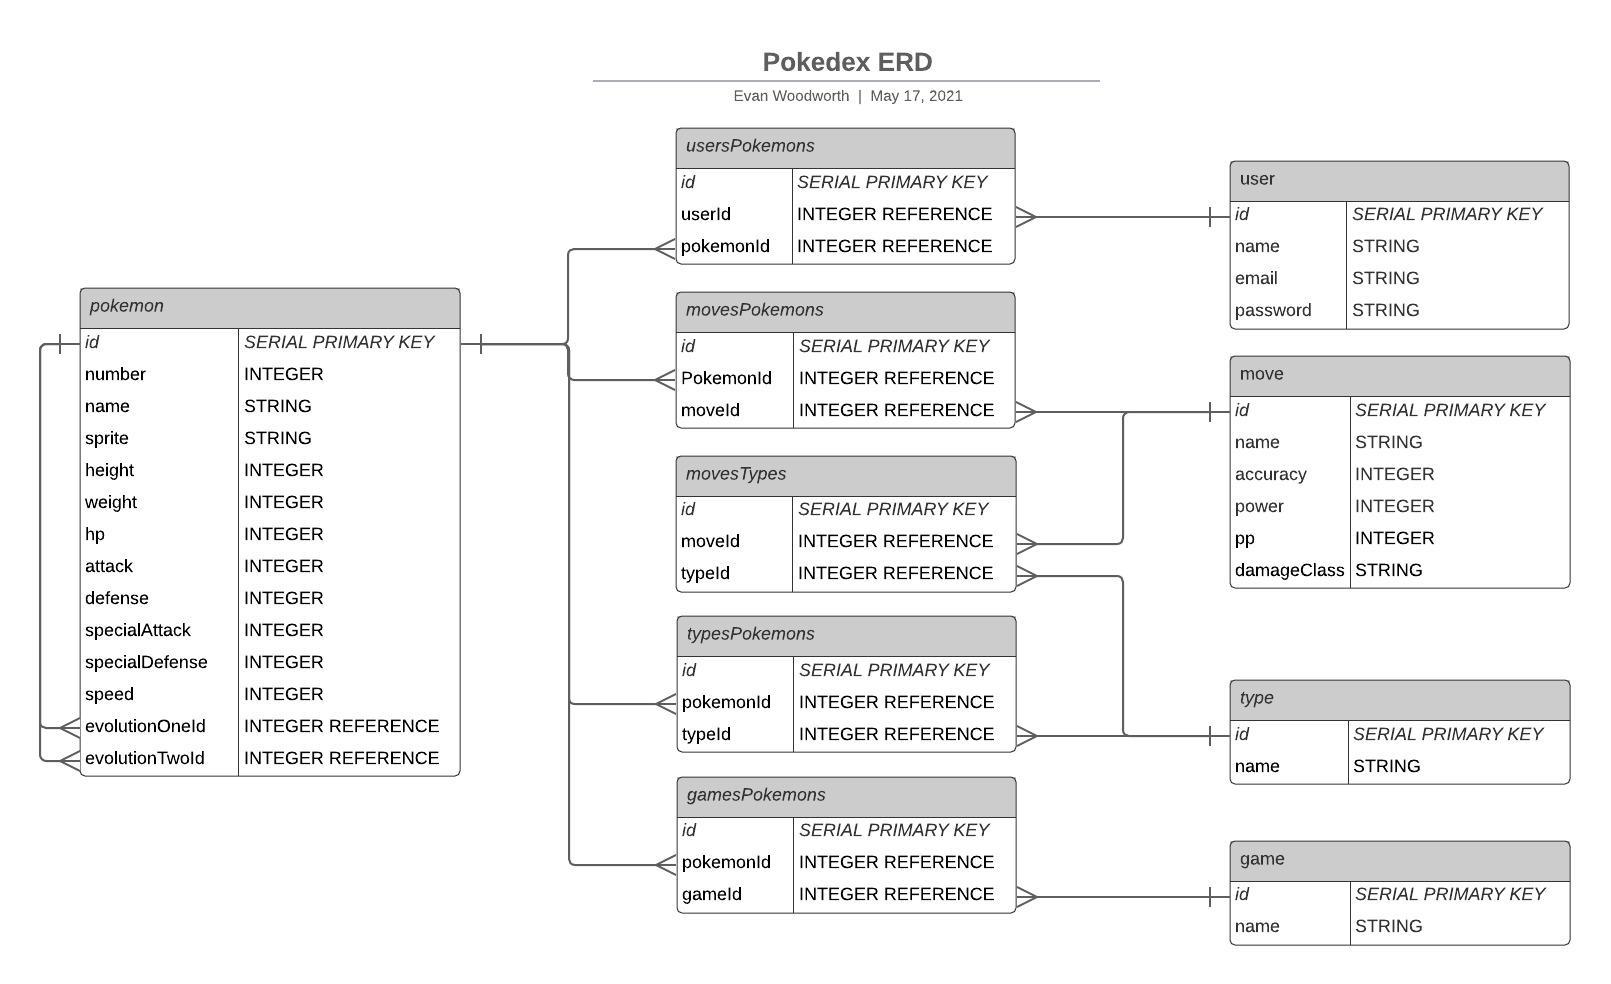 Pokedex ERD
Evan Woodworth | May 17, 2021
pokemon
id SERIAL PRIMARY KEY
number INTEGER
name STRING
sprite STRING
height INTEGER
weight INTEGER
hp INTEGER
attack INTEGER
defense INTEGER
specialAttack INTEGER
specialDefense INTEGER
speed INTEGER
evolutionOneId INTEGER REFERENCE
evolutionTwoId INTEGER REFERENCE
usersPokemons
id SERIAL PRIMARY KEY
userId INTEGER REFERENCE
pokemonId INTEGER REFERENCE
movesPokemons
id SERIAL PRIMARY KEY
PokemonId INTEGER REFERENCE
moveId INTEGER REFERENCE
movesTypes
id SERIAL PRIMARY KEY
moveId INTEGER REFERENCE
typeId INTEGER REFERENCE
typesPokemons
id SERIAL PRIMARY KEY
pokemonId INTEGER REFERENCE
typeId INTEGER REFERENCE
gamesPokemons
id SERIAL PRIMARY KEY
pokemonId INTEGER REFERENCE
gameId INTEGER REFERENCE
user
id SERIAL PRIMARY KEY
name STRING
email STRING
password STRING
move
id SERIAL PRIMARY KEY
name STRING
accuracy INTEGER
power INTEGER
pp INTEGER
damageClass STRING
type
id SERIAL PRIMARY KEY
name STRING
game
id SERIAL PRIMARY KEY
name STRING